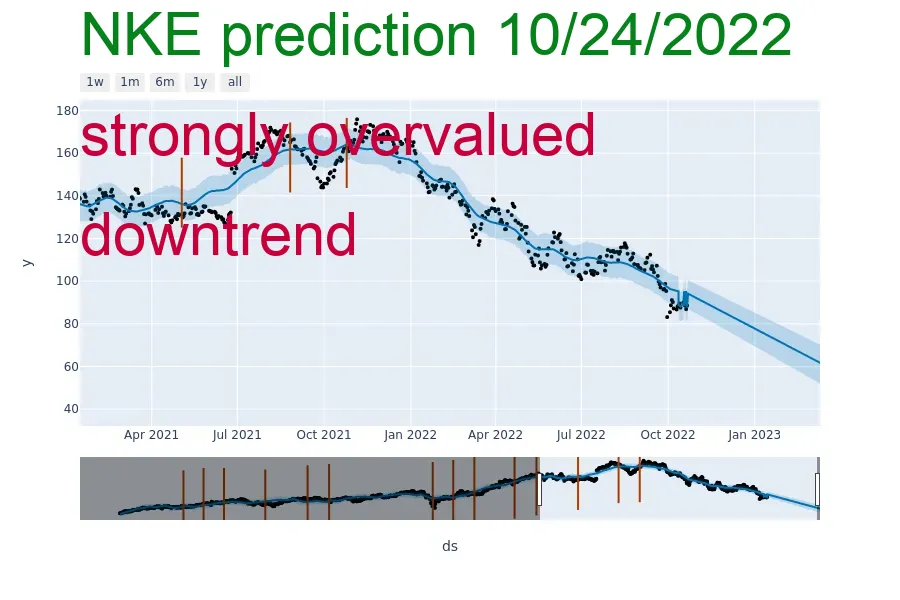 NKE prediction 10/24/2022
1w 1m 6m 1y all
180
strongly overvalued
160
140
downtrend
120
y
100
80
60
40
Apr 2021 Jul 2021 Oct 2021 Jan 2022 Apr 2022 Jul 2022 Oct 2022 Jan 2023
ds